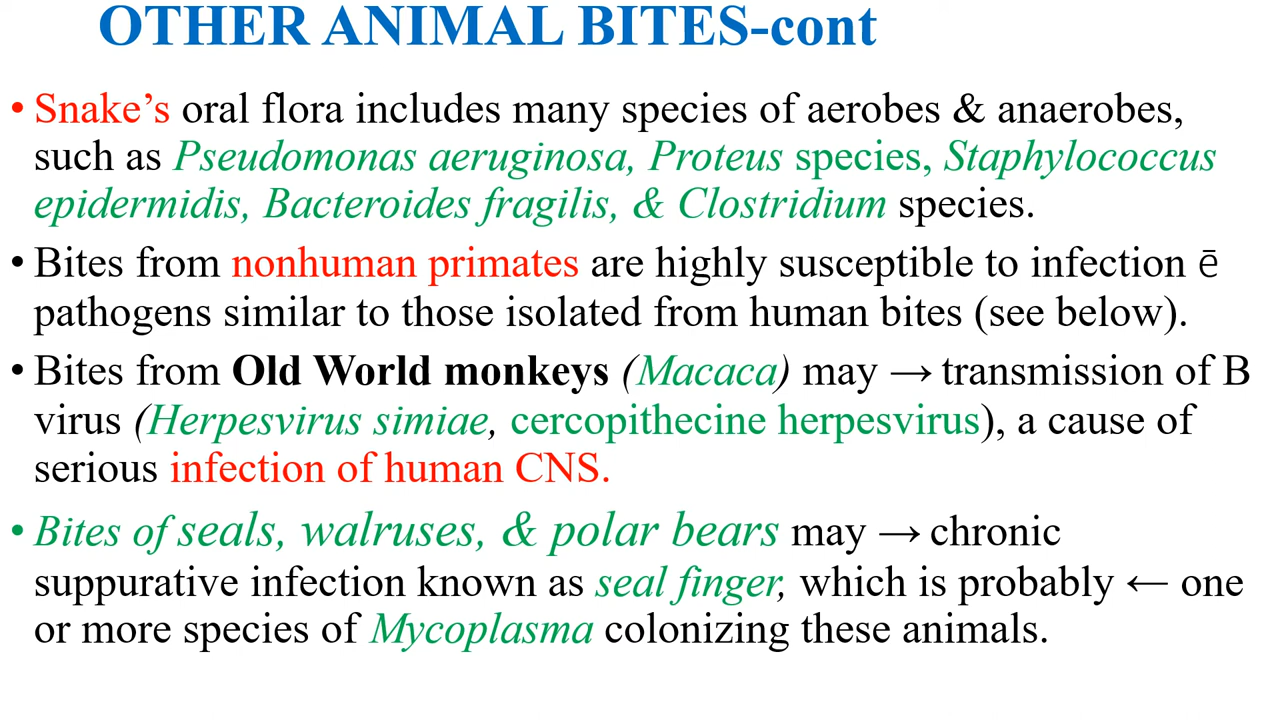 OTHER ANIMAL BITES-cont
• Snake’s oral flora includes many species of aerobes & anaerobes,
such as Pseudomonas aeruginosa, Proteus species, Staphylococcus
epidermidis, Bacteroides fragilis, & Clostridium species.
• Bites from nonhuman primates are highly susceptible to infection ē
pathogens similar to those isolated from human bites (see below).
• Bites from Old World monkeys (Macaca) may → transmission of B
virus (Herpesvirus simiae, cercopithecine herpesvirus), a cause of
serious infection of human CNS.
• Bites of seals, walruses, & polar bears may → chronic
suppurative infection known as seal finger, which is probably ← one
or more species of Mycoplasma colonizing these animals.